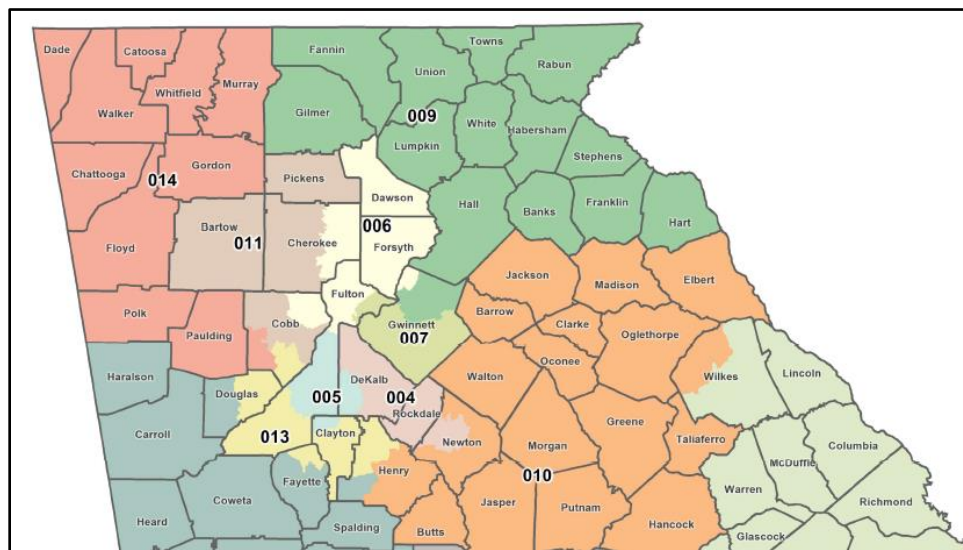 Dade
Catoosa
Fannin
Towns
Union
Rabun
Whitfield
Murray
Walker
Gilmer
009
White
Habersham
Lumpkin
Stephens
Chattooga
014
Gordon
Pickens
Dawson
Hall
Banks
Franklin
Hart
Floyd
Bartow
011
Cherokee
006
Forsyth
Jackson
Madison
Elbert
Fulton
Polk
Paulding
Cobb
Gwinnett
007
Barrow
Clarke
Oglethorpe
Oconee
Haralson
Douglas
005
DeKalb
004
Rockdale
Walton
Wilkes
Lincoln
Carroll
013
Clayton
Newton
Morgan
Greene
Taliaferro
Columbia
McDuffie
Henry
010
Fayette
Coweta
Heard
Spalding
Butts
Jasper
Putnam
Hancock
Warren
Richmond
Glascock